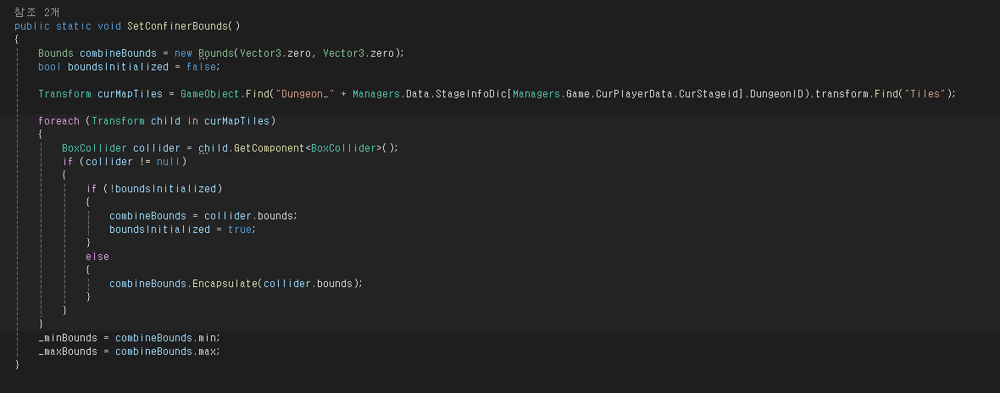 참조 2개
public static void SetConfinerBounds()
{
Bounds combineBounds = new Bounds(Vector3.zero, Vector3.zero);
bool boundsInitialized = false;
Transform curMapTiles = GameObject.Find("Dungeon_" + Managers.Data.StageInfoDic[Managers.Game.CurPlayerData.CurStageid].DungeonID).transform.Find("Tiles");
foreach (Transform child in curMapTiles)
{
BoxCollider collider = child.GetComponent<BoxCollider>();
if (collider != null)
{
if (!boundsInitialized)
{
combineBounds = collider.bounds;
boundsInitialized = true;
}
else
{
combineBounds.Encapsulate(collider.bounds);
}
}
}
_minBounds = combineBounds.min;
_maxBounds = combineBounds.max;
}